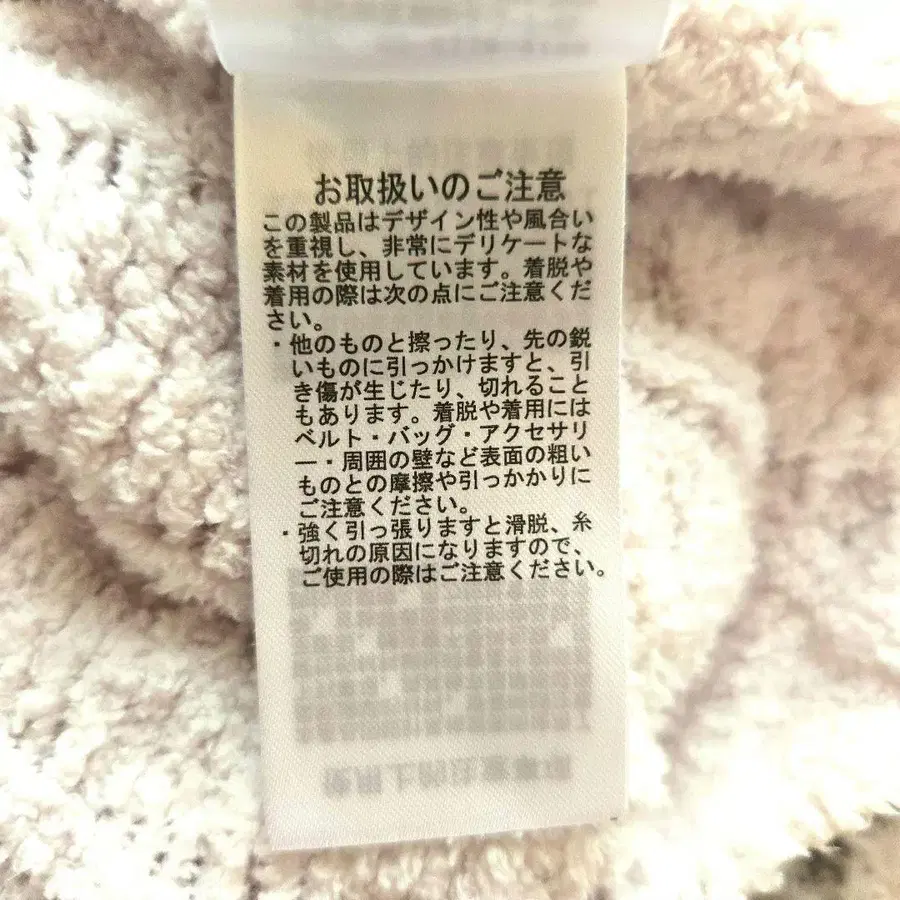 お取扱いのご注意
この製品はデザイン性や風合い
を重視し、非常にデリケートな
素材を使用しています。着脱や
着用の際は次の点にご注意くだ
さい。
・他のものと擦ったり、先の鋭
いものに引っかけますと、引
き傷が生じたり、切れること
もあります。着脱や着用には
ベルト・バッグ・アクセサリ
ー・周囲の壁など表面の粗い
ものとの摩擦や引っかかりに
ご注意ください。
・強く引っ張りますと滑脱、糸
切れの原因になりますので、
ご使用の際はご注意ください。